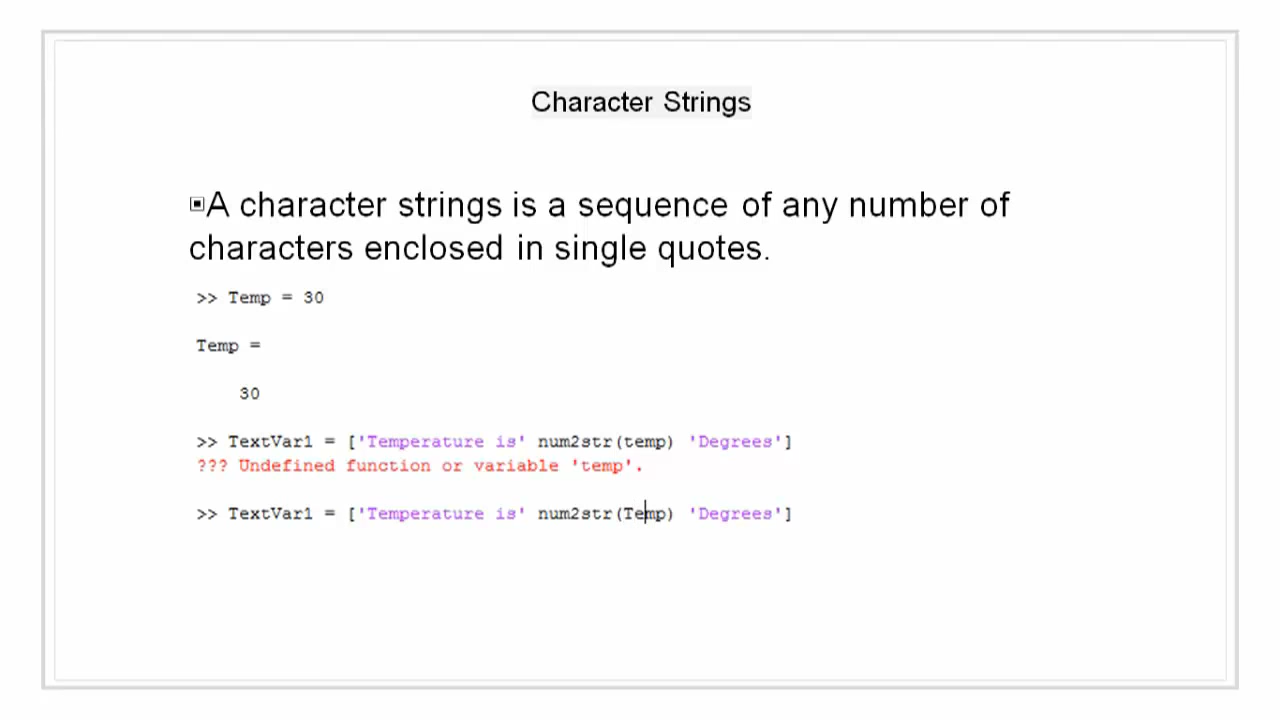 Character Strings
A character strings is a sequence of any number of
characters enclosed in single quotes.
>> Temp = 30
Temp =
30
>> TextVar1 = ['Temperature is' num2str(temp) 'Degrees']
??? Undefined function or variable 'temp'.
>> TextVar1 = ['Temperature is' num2str(Temp) 'Degrees']